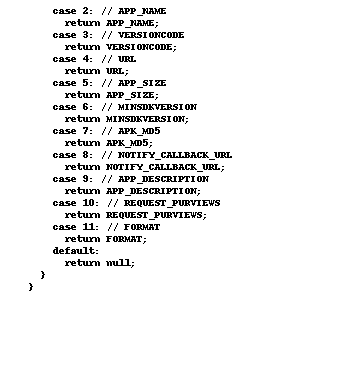 case 2: // APP_NAME
return APP_NAME;
case 3: // VERSIONCODE
return VERSIONCODE;
case 4: // URL
return URL;
case 5: // APP_SIZE
return APP_SIZE;
case 6: // MINSDKVERSION
return MINSDKVERSION;
case 7: // APK_MD5
return APK_MD5;
case 8: // NOTIFY_CALLBACK_URL
return NOTIFY_CALLBACK_URL;
case 9: // APP_DESCRIPTION
return APP_DESCRIPTION;
case 10: // REQUEST_PURVIEWS
return REQUEST_PURVIEWS;
case 11: // FORMAT
return FORMAT;
default:
return null;
}
}